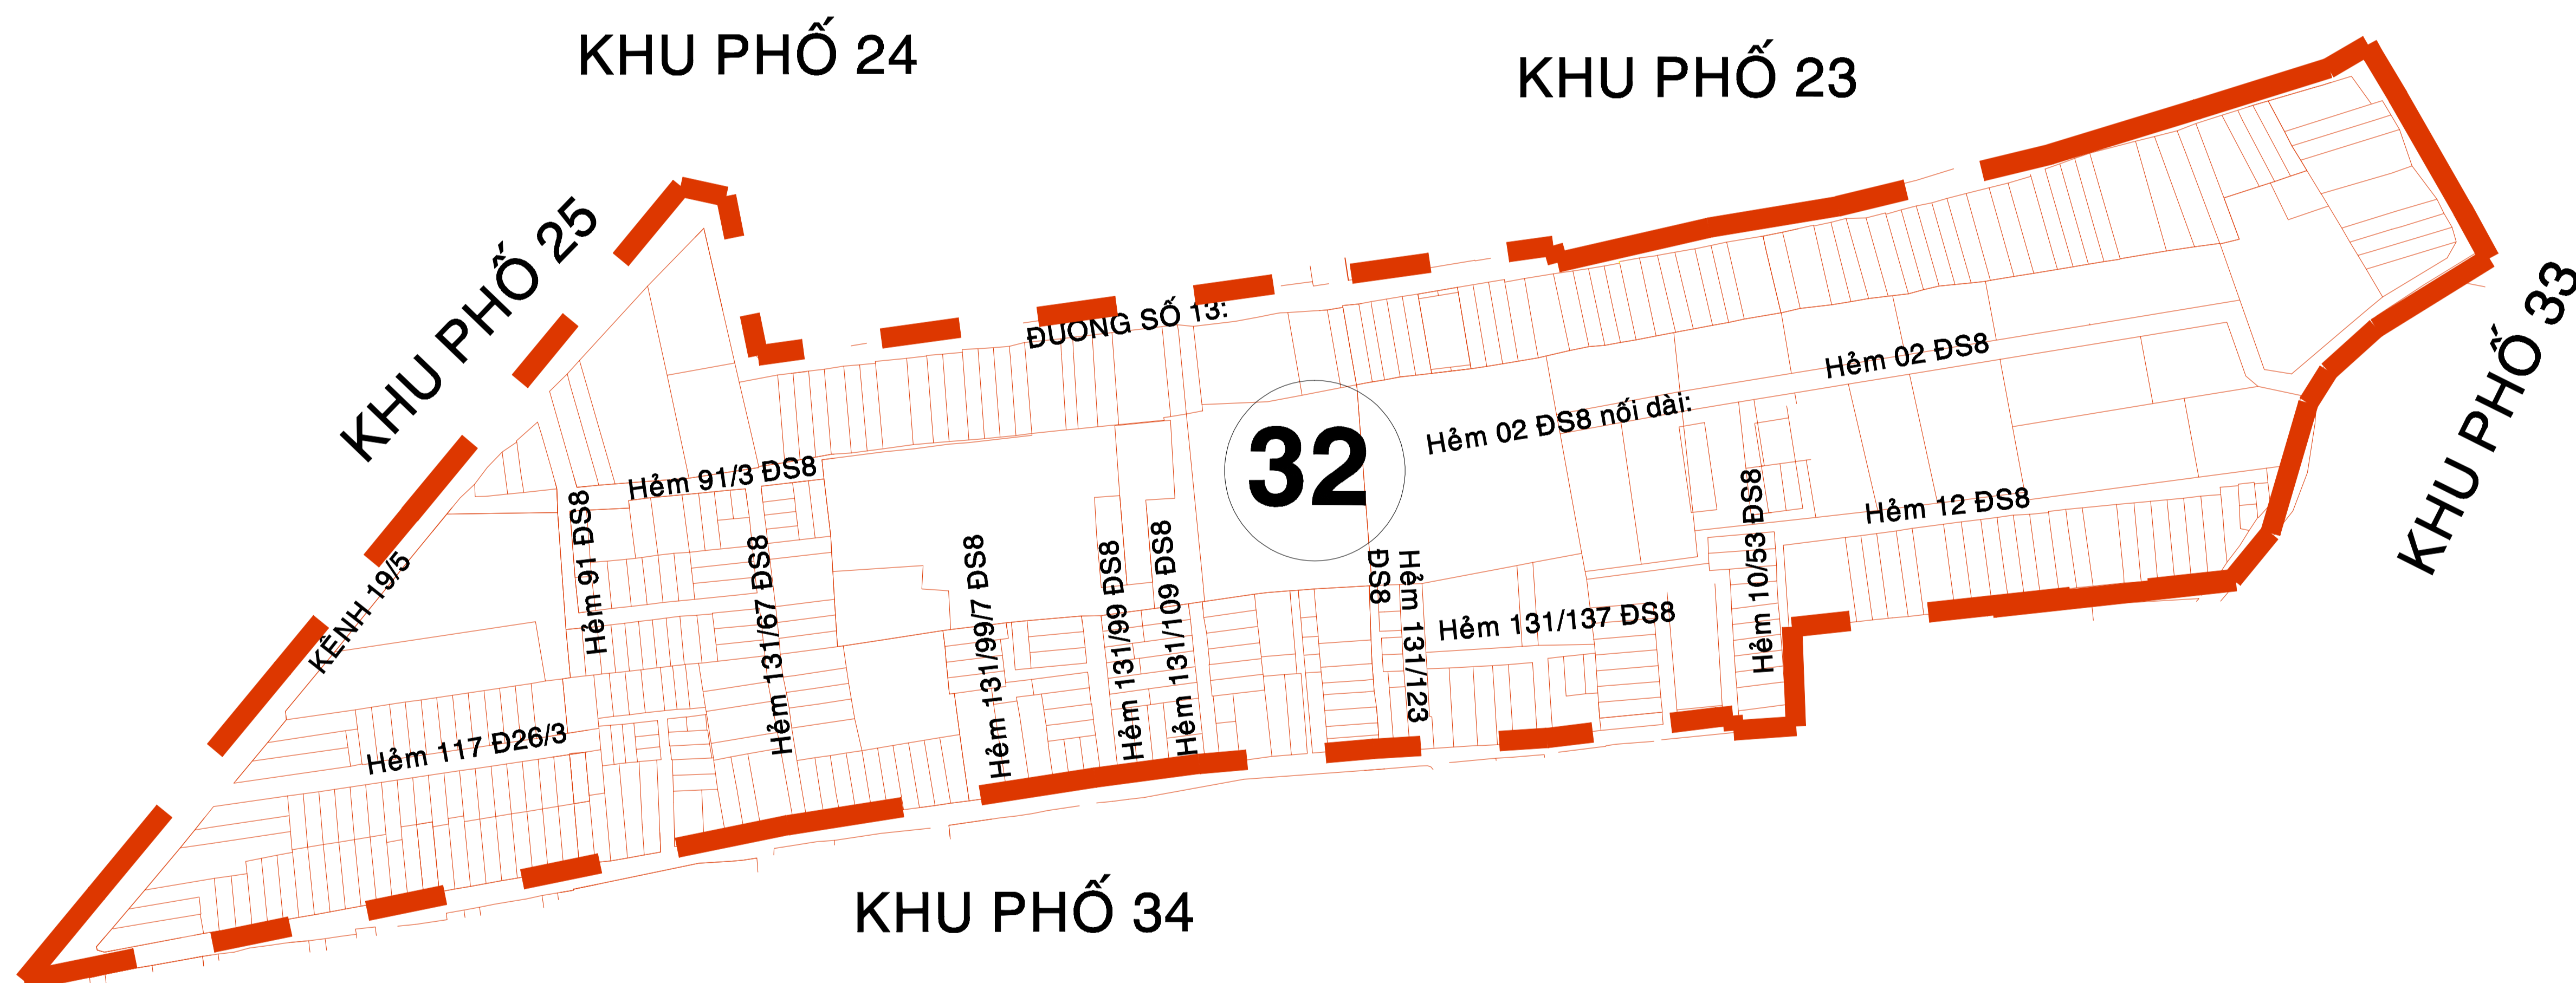 KHU PHỐ 24
KHU PHỐ 23
KHU PHỐ 25
KHU PHỐ 33
ĐƯỜNG SỐ 13:
Hẻm 02 ĐS8
Hẻm 02 ĐS8 nối dài:
32
Hẻm 91/3 ĐS8
Hẻm 91 ĐS8
Hẻm 12 ĐS8
Hẻm 10/53 ĐS8
KÊNH 19/5
Hẻm 131/67 ĐS8
Hẻm 131/99/7 ĐS8
Hẻm 131/99 ĐS8
Hẻm 131/109 ĐS8
Hẻm 131/123
ĐS8
Hẻm 131/137 ĐS8
Hẻm 117 Đ26/3
KHU PHỐ 34